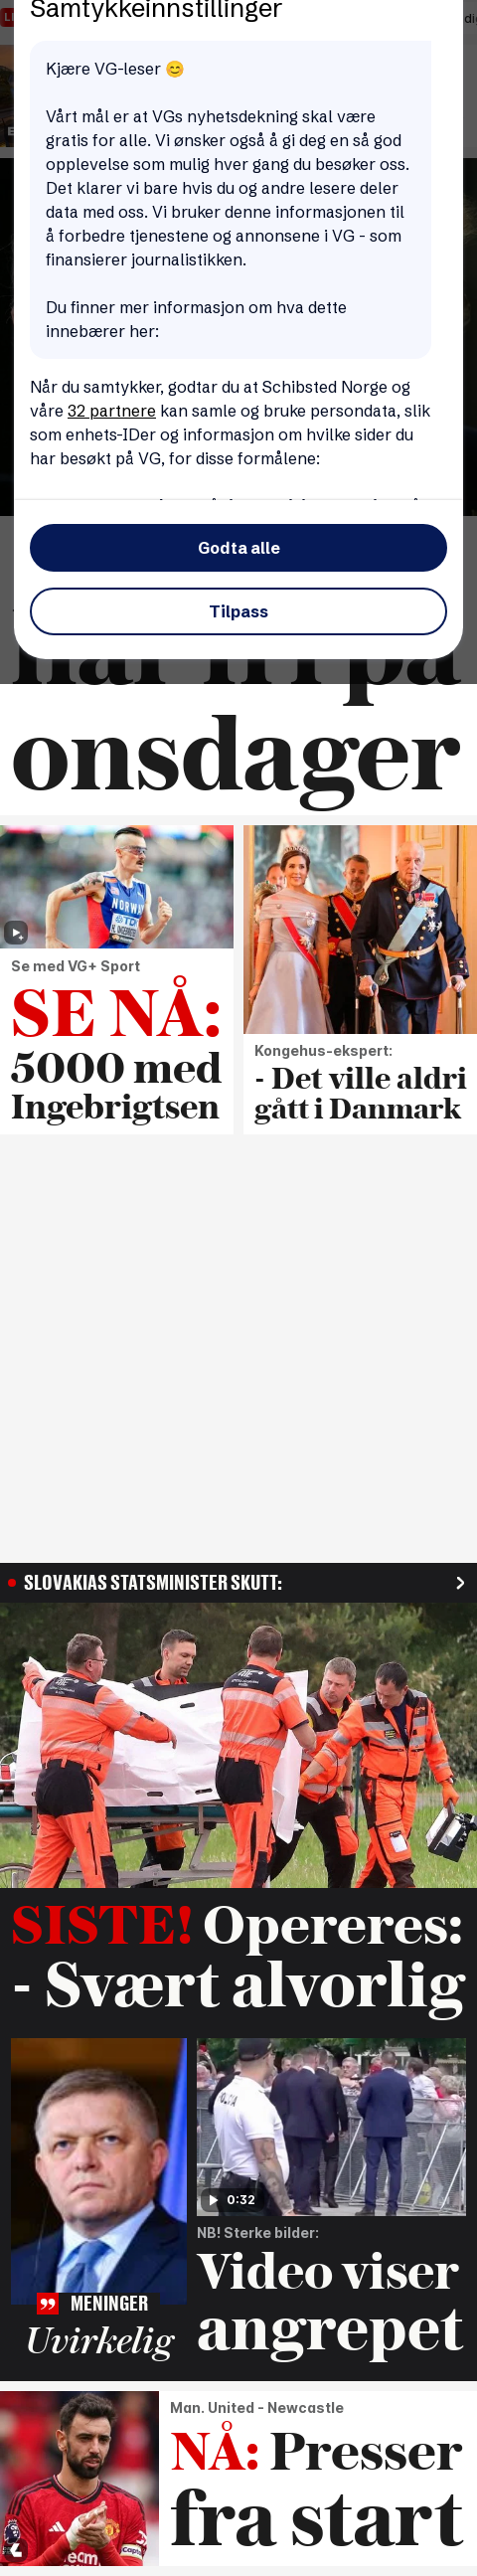 Samtykkeinnstillinger
Kjære VG-leser 😊
Vårt mål er at VGs nyhetsdekning skal være
gratis for alle. Vi ønsker også å gi deg en så god
opplevelse som mulig hver gang du besøker oss.
Det klarer vi bare hvis du og andre lesere deler
data med oss. Vi bruker denne informasjonen til
å forbedre tjenestene og annonsene i VG - som
finansierer journalistikken.
Du finner mer informasjon om hva dette
innebærer her:
Når du samtykker, godtar du at Schibsted Norge og
våre 32 partnere kan samle og bruke persondata, slik
som enhets-IDer og informasjon om hvilke sider du
har besøkt på VG, for disse formålene:
Godta alle
Tilpass
har fri på
onsdager
NORWAY
Se med VG+ Sport
SE NÅ:
5000 med
Ingebrigtsen
Kongehus-ekspert:
- Det ville aldri
gått i Danmark
SLOVAKIAS STATSMINISTER SKUTT:
SISTE! Opereres:
- Svært alvorlig
0:32
MENINGER
Uvirkelig
NB! Sterke bilder:
Video viser
angrepet
Man. United - Newcastle
NÅ: Presser
fra start